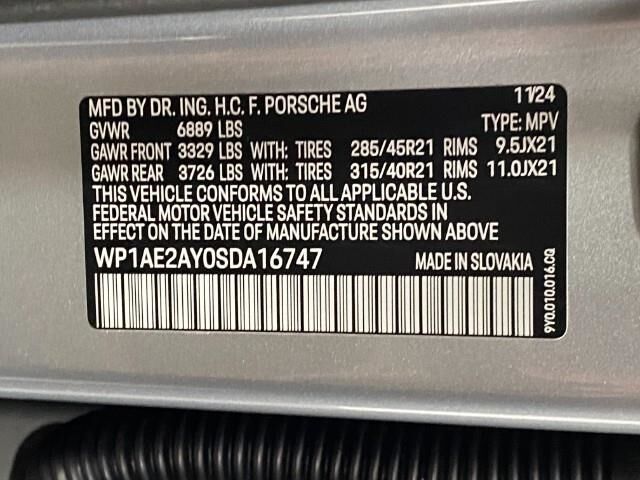 MFD BY DR. ING. H.C. F. PORSCHE AG 11/24
GVWR 6889 LBS TYPE: MPV
GAWR FRONT 3329 LBS WITH: TIRES 285/45R21 RIMS 9.5JX21
GAWR REAR 3726 LBS WITH: TIRES 315/40R21 RIMS 11.0JX21
THIS VEHICLE CONFORMS TO ALL APPLICABLE U.S.
FEDERAL MOTOR VEHICLE SAFETY STANDARDS IN
EFFECT ON THE DATE OF MANUFACTURE SHOWN ABOVE
WP1AE2AY0SDA16747 MADE IN SLOVAKIA
9Y0.010.016.CQ